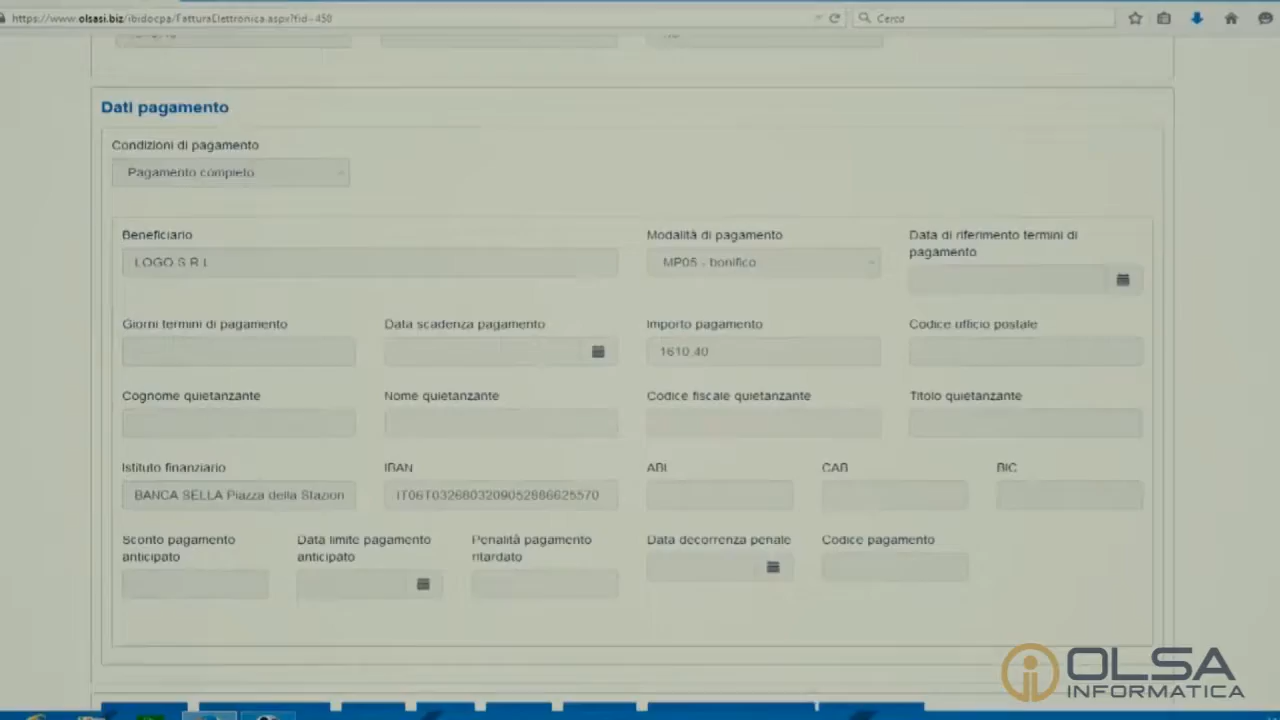 https://www.olsasi.biz/ibidocpa/FatturaElettronica.aspx?fid=450
Cerca
Dati pagamento
Condizioni di pagamento
Pagamento completo
Beneficiario
Modalità di pagamento
Data di riferimento termini di pagamento
LOGO S.R.L.
MP05 - bonifico
Giorni termini di pagamento
Data scadenza pagamento
Importo pagamento
Codice ufficio postale
1610,40
Cognome quietanzante
Nome quietanzante
Codice fiscale quietanzante
Titolo quietanzante
Istituto finanziario
IBAN
ABI
CAB
BIC
BANCA SELLA Piazza della Stazion
IT06T0326803209052886625570
Sconto pagamento anticipato
Data limite pagamento anticipato
Penalità pagamento ritardato
Data decorrenza penale
Codice pagamento
OLSA
INFORMATICA